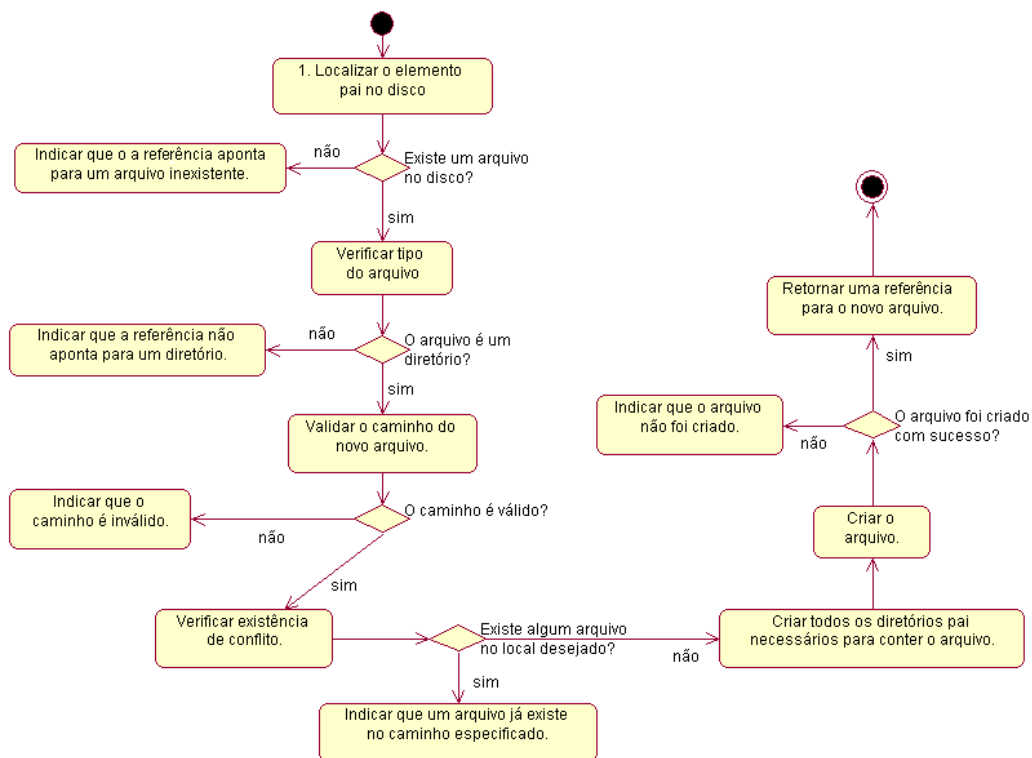 1. Localizar o elemento
pai no disco
Indicar que o a referência aponta
para um arquivo inexistente.
não
Existe um arquivo
no disco?
sim
Verificar tipo
do arquivo
Indicar que a referência não
aponta para um diretório.
não
O arquivo é um
diretório?
sim
Validar o caminho do
novo arquivo.
Indicar que o
caminho é inválido.
não
O caminho é válido?
sim
Verificar existência
de conflito.
Existe algum arquivo
no local desejado?
sim
Indicar que um arquivo já existe
no caminho especificado.
não
Criar todos os diretórios pai
necessários para conter o arquivo.
Criar o
arquivo.
O arquivo foi criado
com sucesso?
não
Indicar que o arquivo
não foi criado.
sim
Retornar uma referência
para o novo arquivo.